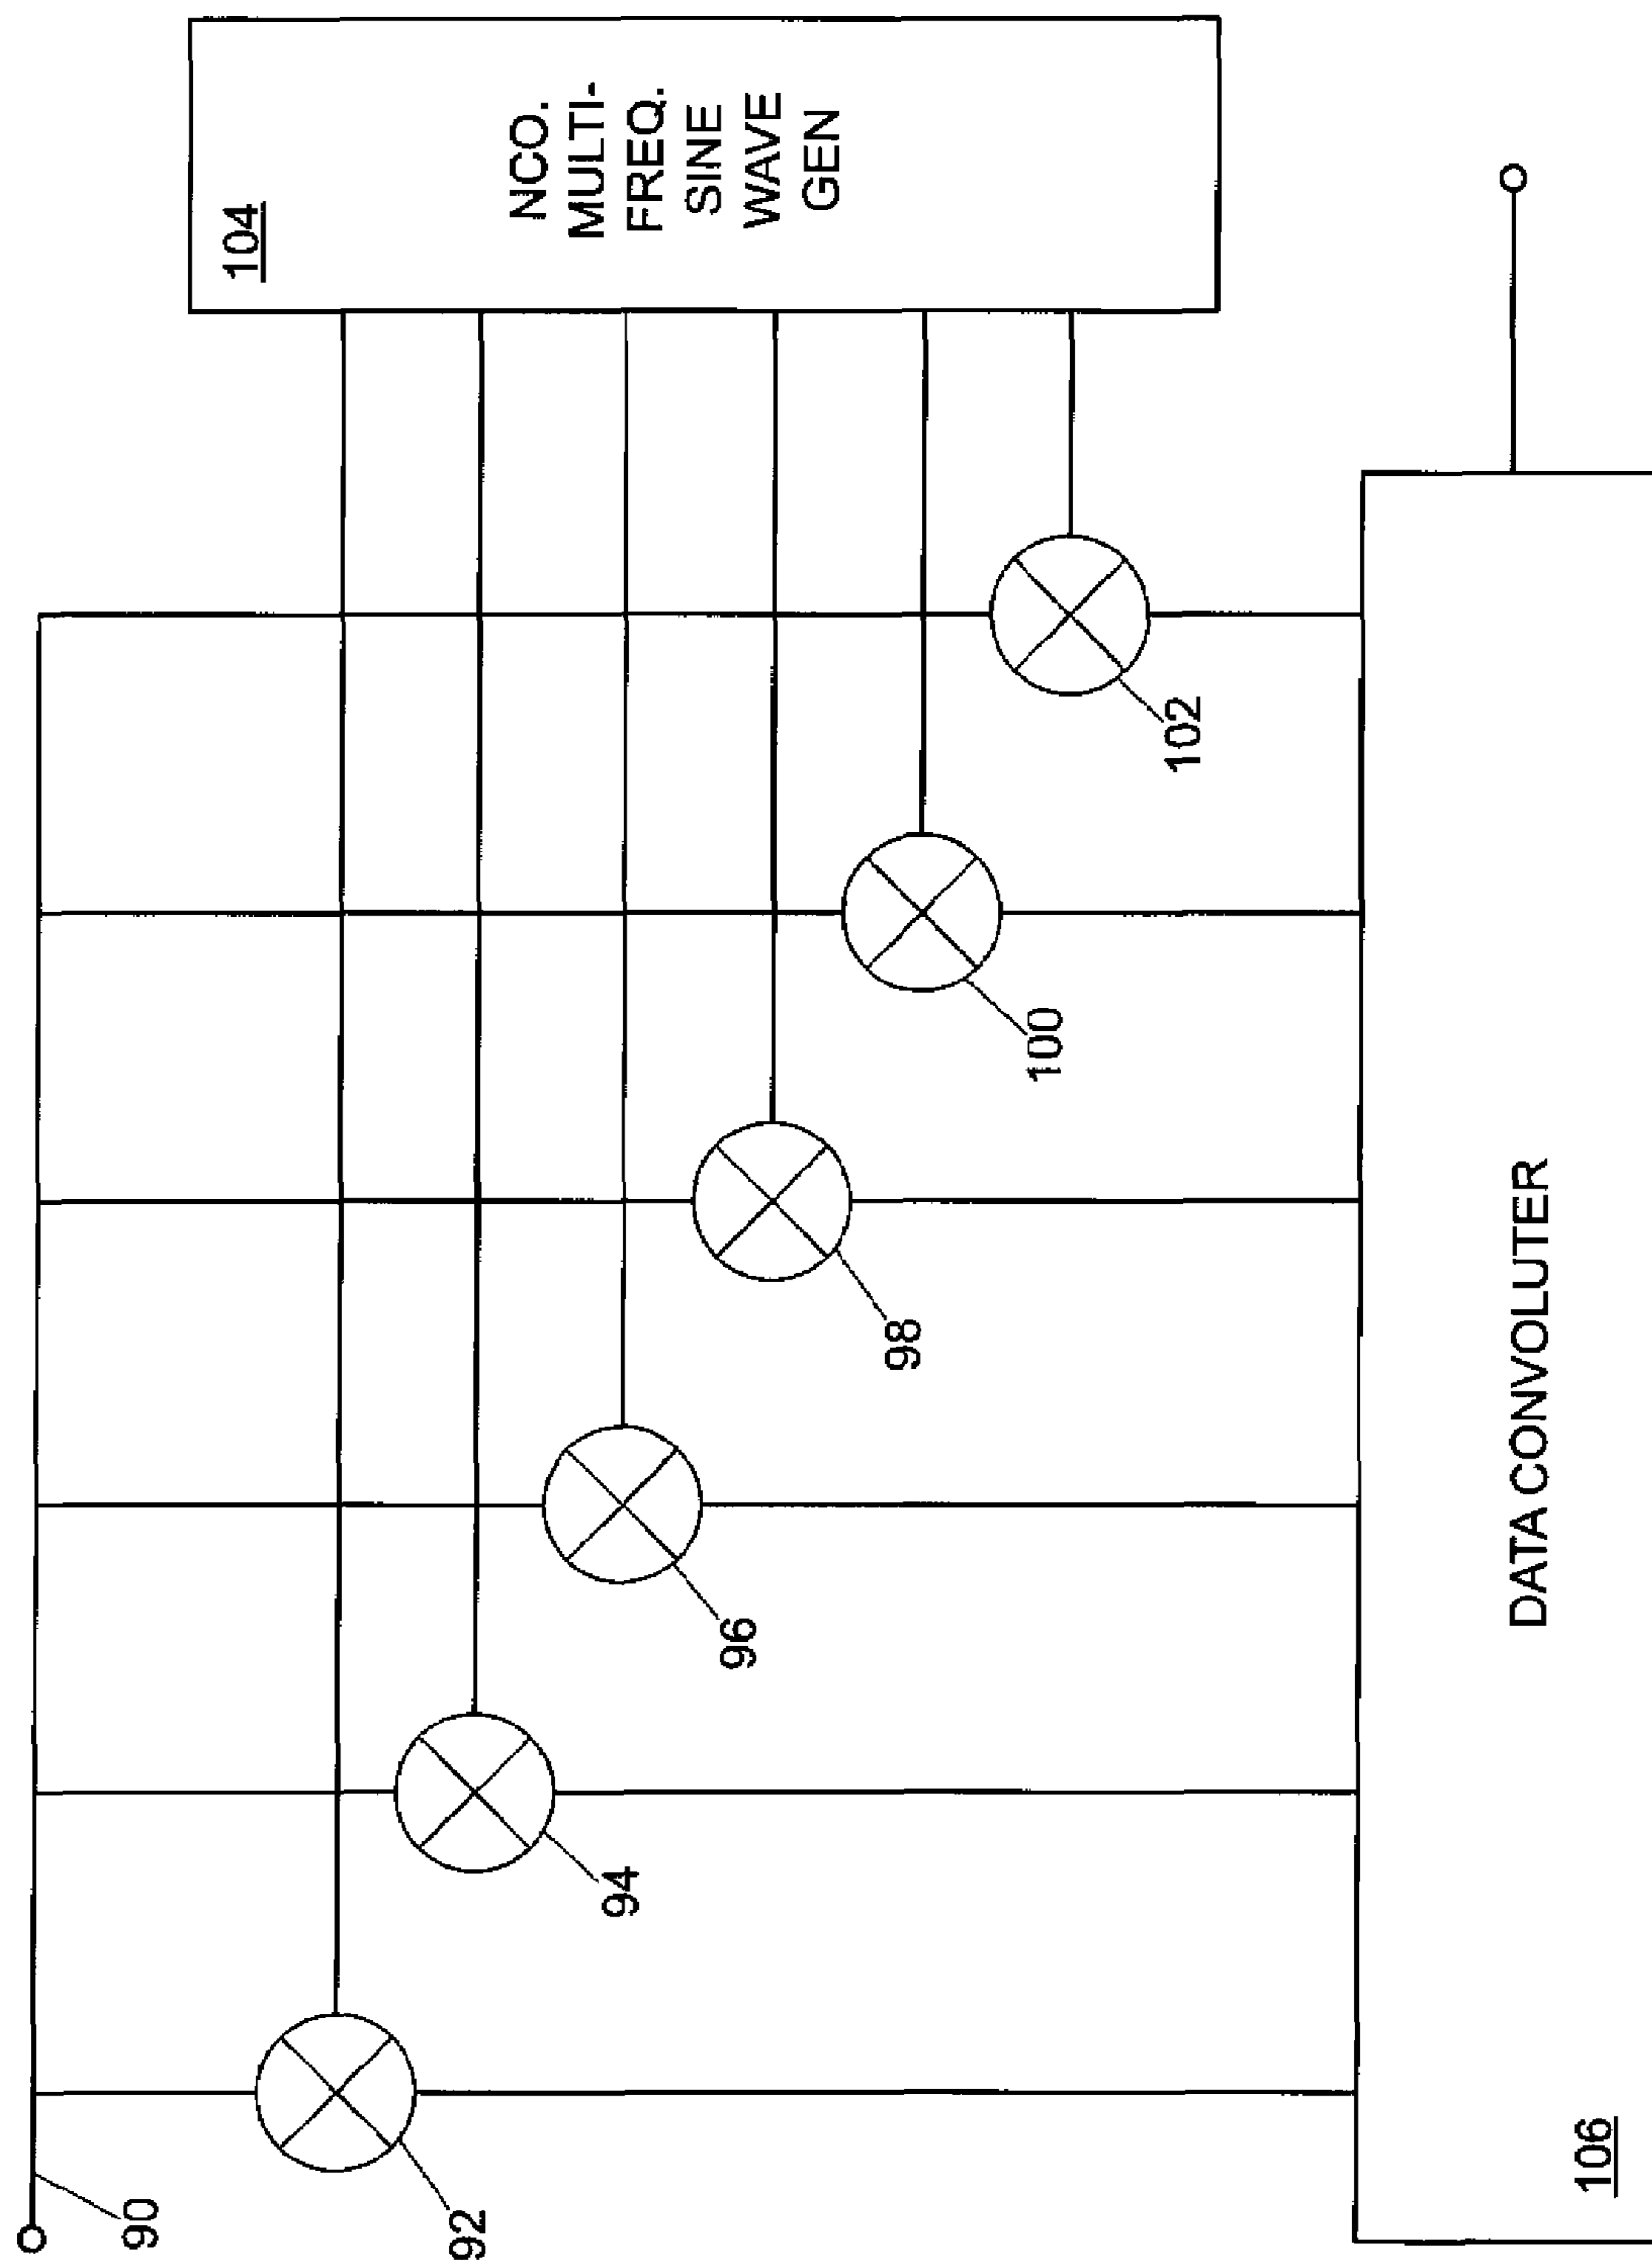 90
92
94
96
98
100
102
104
NCO.
MULTI-
FREQ.
SINE
WAVE
GEN
106
DATA CONVOLUTER